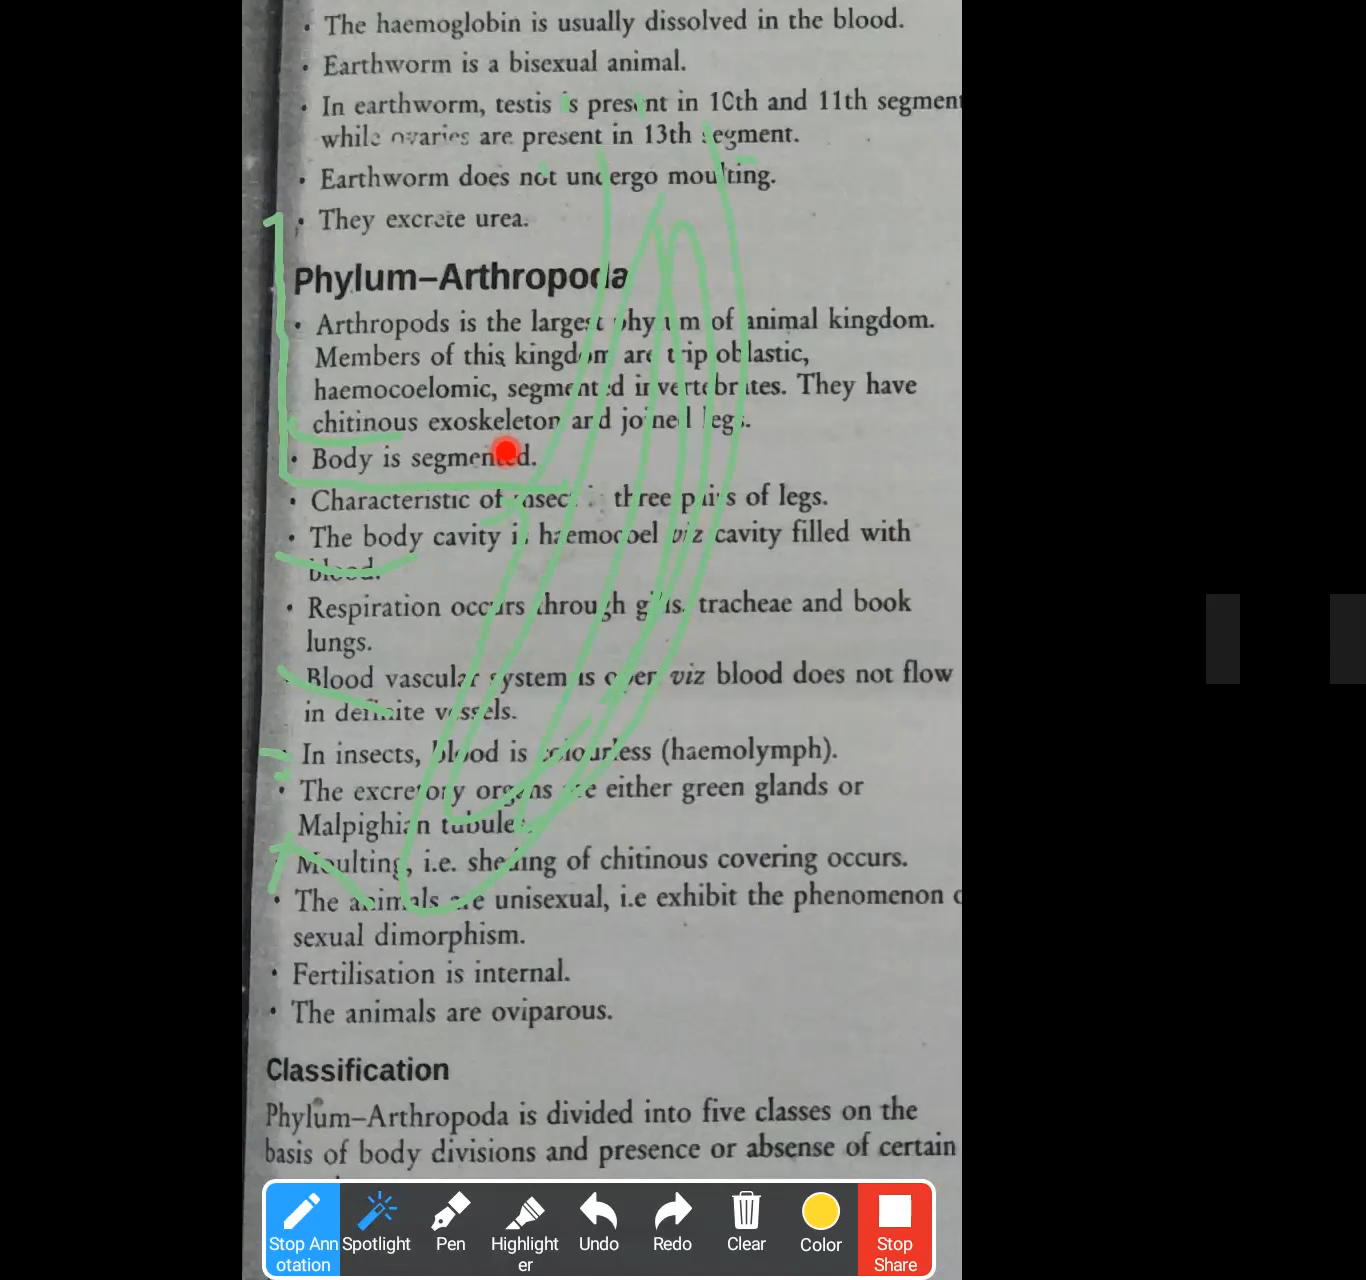 • The haemoglobin is usually dissolved in the blood.
• Earthworm is a bisexual animal.
• In earthworm, testis is present in 10th and 11th segment
while ovaries are present in 13th segment.
• Earthworm does not undergo moulting.
• They excrete urea.
Phylum–Arthropoda
• Arthropods is the largest phylum of animal kingdom.
Members of this kingdom are triploblastic,
haemocoelomic, segmented invertebrates. They have
chitinous exoskeleton and joined legs.
• Body is segmented.
• Characteristic of insect is three pairs of legs.
• The body cavity is haemocoel viz cavity filled with
blood.
• Respiration occurs through gills, tracheae and book
lungs.
• Blood vascular system is open viz blood does not flow
in definite vessels.
• In insects, blood is colourless (haemolymph).
• The excretory organs are either green glands or
Malpighian tubules.
• Moulting, i.e. sheding of chitinous covering occurs.
• The animals are unisexual, i.e exhibit the phenomenon
sexual dimorphism.
• Fertilisation is internal.
• The animals are oviparous.
Classification
Phylum–Arthropoda is divided into five classes on the
basis of body divisions and presence or absense of certain
Stop Ann
otation
Spotlight
Pen
Highlight
er
Undo
Redo
Clear
Color
Stop
Share